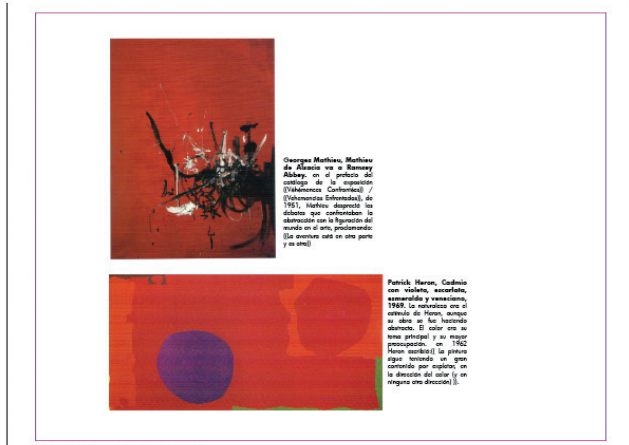 Georges Mathieu, Mathieu
de Alsacia va a Ramsey
Abbey. en el prefacio del
catálogo de la exposición
((Véhémences Confrontées)) /
((Vehemencias Enfrentadas)), de
1951, Mathieu despreció los
debates que confrontaban la
abstracción con la figuración del
mundo en el arte, proclamando:
((La aventura está en otra parte
y es otra))
Patrick Heron, Cadmio
con violeta, escarlata,
esmeralda y veneciano,
1969. La naturaleza era el
estímulo de Heron, aunque
su obra se fue haciendo
abstracta. El color era su
tema principal y su mayor
preocupación. en 1962
Heron escribió:(( La pintura
sigue teniendo un gran
contenido por explotar, en
la dirección del color (y en
ninguna otra dirección) )).